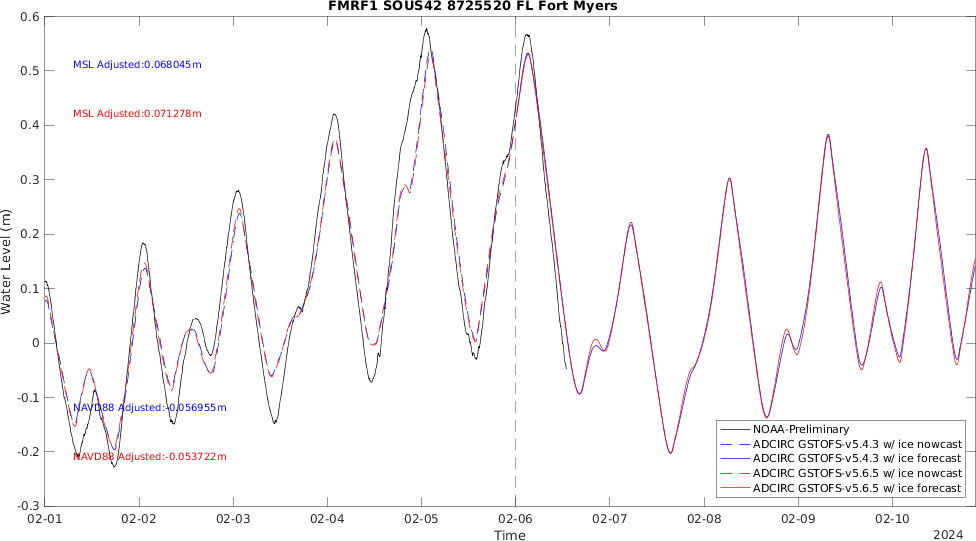 FMRF1 SOUS42 8725520 FL Fort Myers
0.6
0.5
0.4
0.3
0.2
0.1
0
-0.1
-0.2
-0.3
Water Level (m)
MSL Adjusted:0.068045m
MSL Adjusted:0.071278m
NAVD88 Adjusted:-0.056955m
NAVD88 Adjusted:-0.053722m
NOAA-Preliminary
ADCIRC GSTOFS-v5.4.3 w/ ice nowcast
ADCIRC GSTOFS-v5.4.3 w/ ice forecast
ADCIRC GSTOFS-v5.6.5 w/ ice nowcast
ADCIRC GSTOFS-v5.6.5 w/ ice forecast
02-01 02-02 02-03 02-04 02-05 02-06 02-07 02-08 02-09 02-10
Time
2024